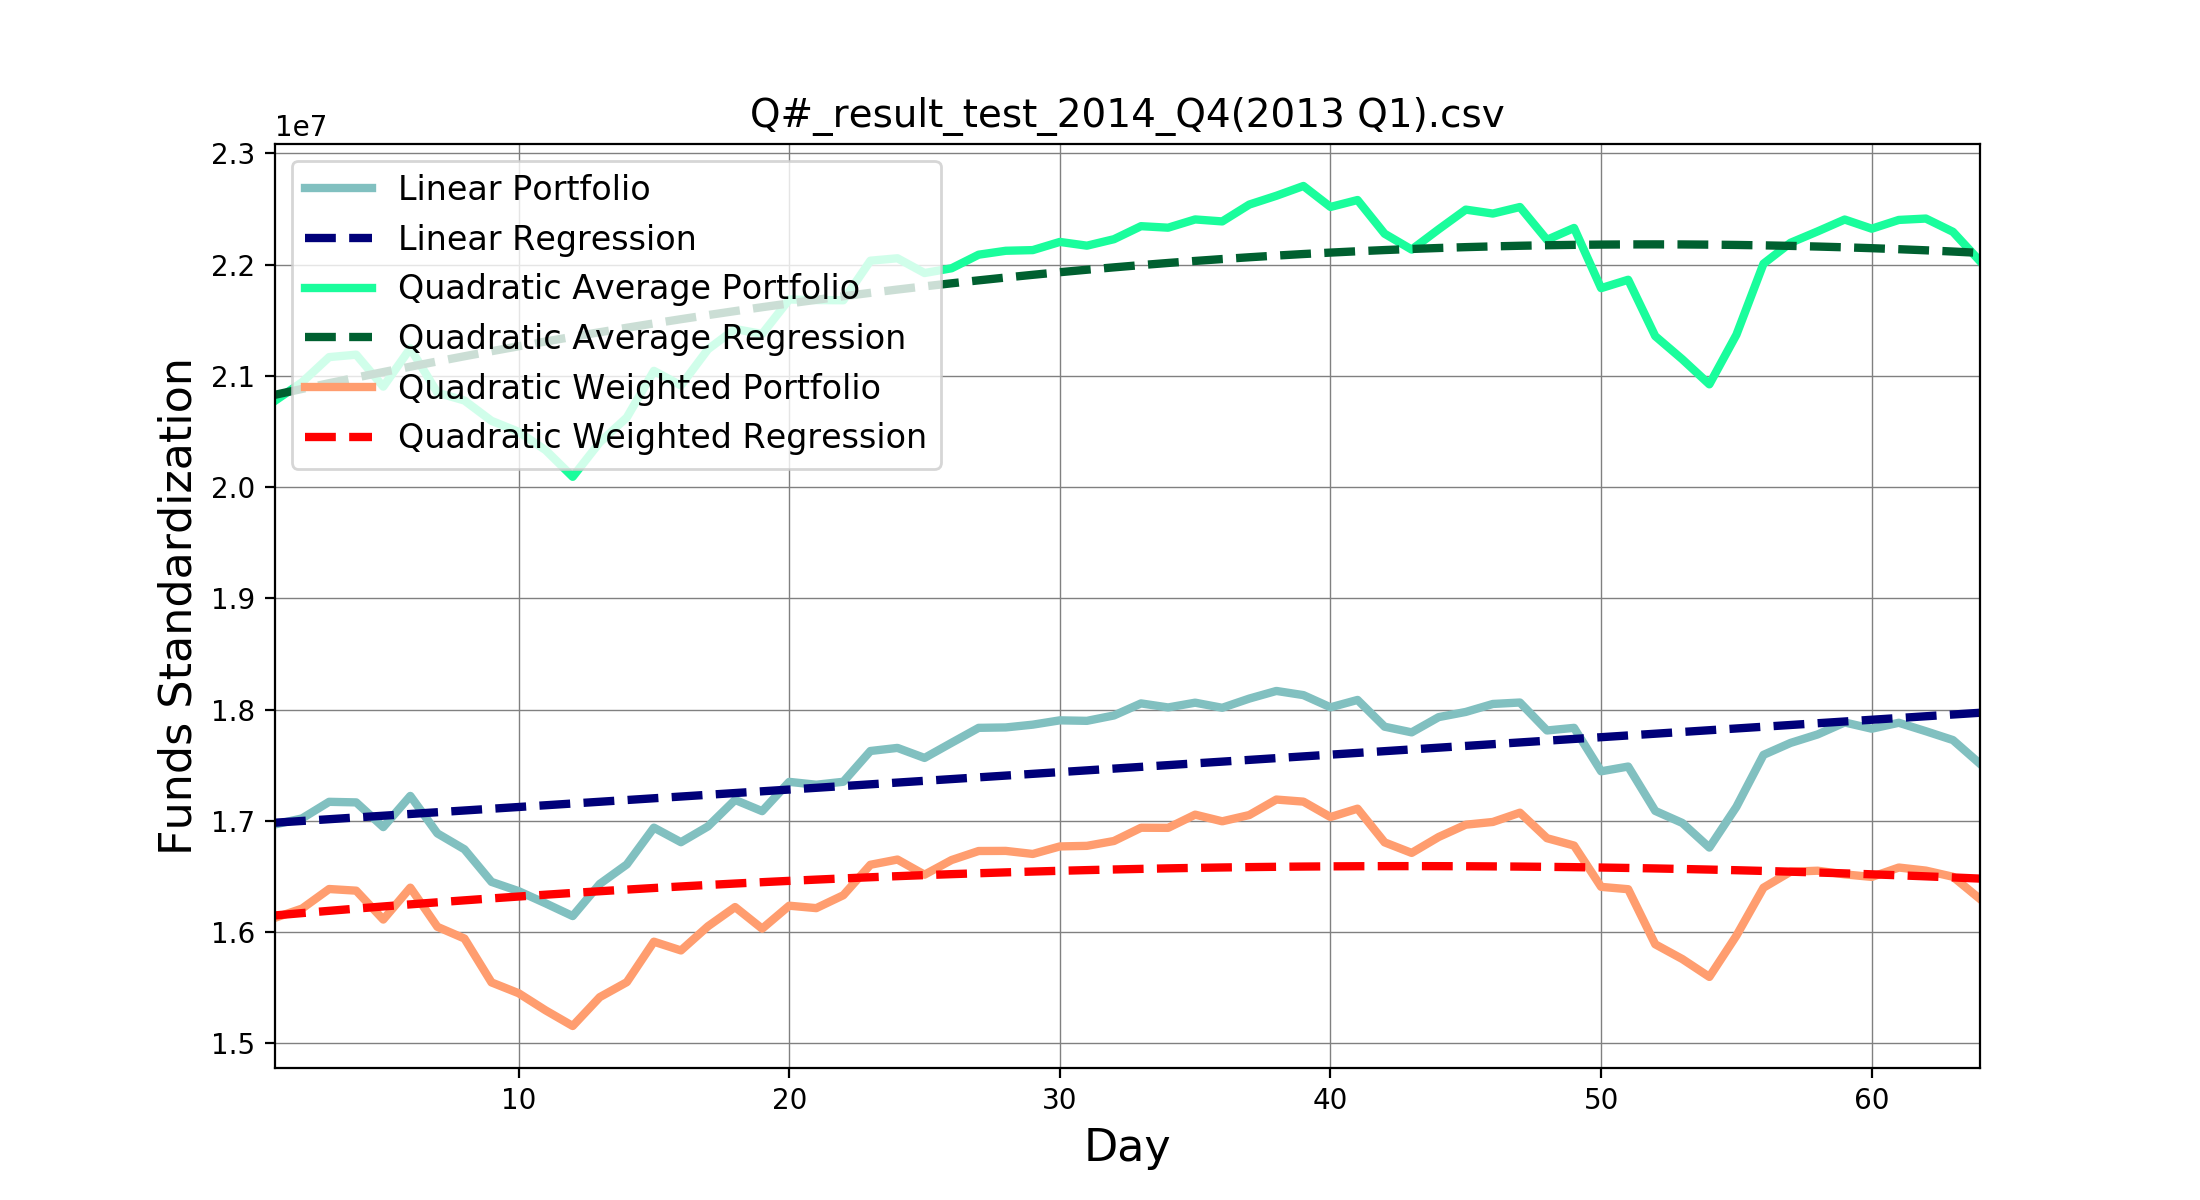 Q#_result_test_2014_Q4(2013 Q1).csv
1e7
2.3
2.2
2.1
2.0
1.9
1.8
1.7
1.6
1.5
Funds Standardization
Linear Portfolio
Linear Regression
Quadratic Average Portfolio
Quadratic Average Regression
Quadratic Weighted Portfolio
Quadratic Weighted Regression
10 20 30 40 50 60
Day